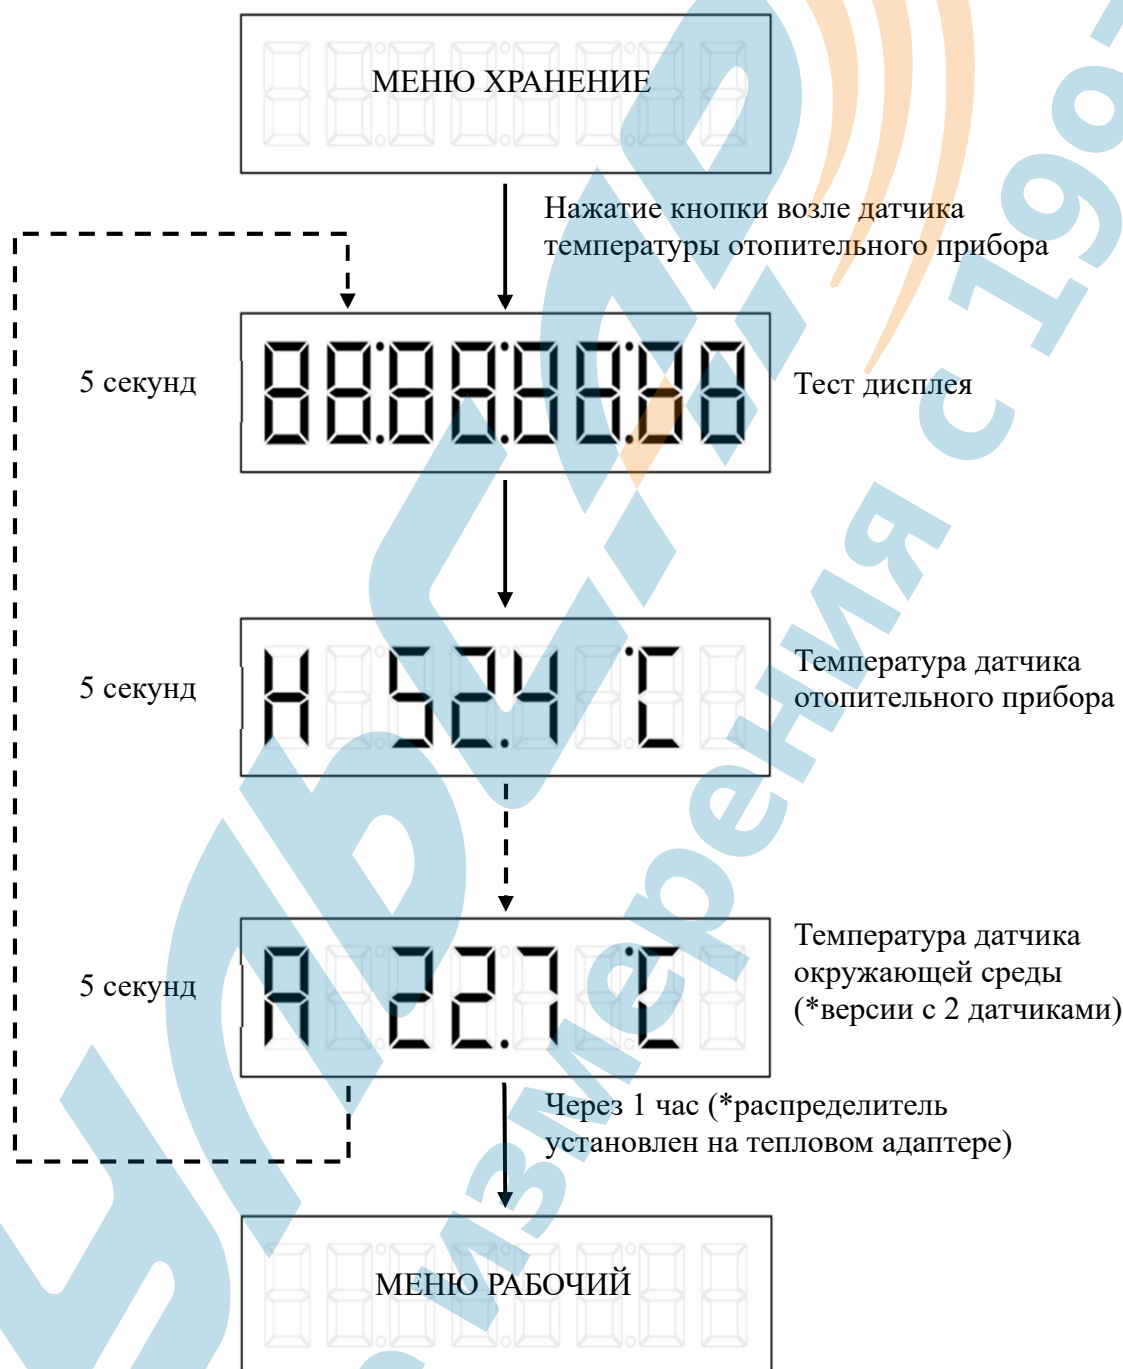 МЕНЮ ХРАНЕНИЕ
Нажатие кнопки возле датчика
температуры отопительного прибора
5 секунд
88:88:88:88
Тест дисплея
5 секунд
H 52.4 °C
Температура датчика
отопительного прибора
5 секунд
A 22.7 °C
Температура датчика
окружающей среды
(*версии с 2 датчиками)
Через 1 час (*распределитель
установлен на тепловом адаптере)
МЕНЮ РАБОЧИЙ
измерения с 199